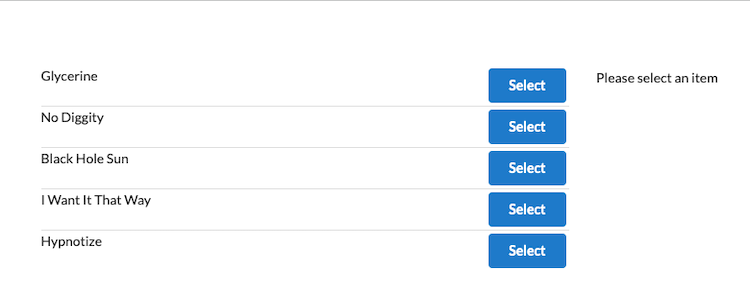 Glycerine
Select
Please select an item
No Diggity
Select
Black Hole Sun
Select
I Want It That Way
Select
Hypnotize
Select